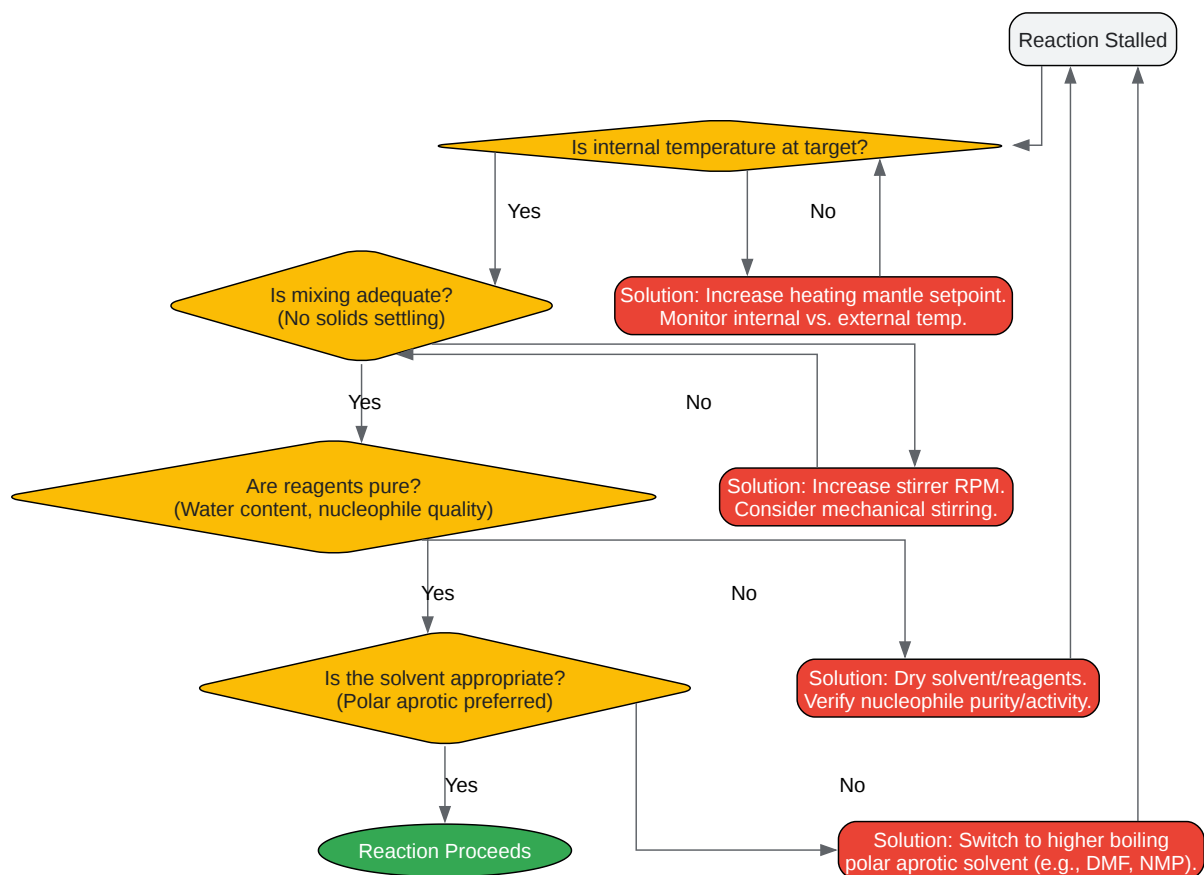 Reaction Stalled
Is internal temperature at target?
Yes
No
Is mixing adequate?
(No solids settling)
Solution: Increase heating mantle setpoint.
Monitor internal vs. external temp.
Yes
No
Are reagents pure?
(Water content, nucleophile quality)
Solution: Increase stirrer RPM.
Consider mechanical stirring.
Yes
No
Is the solvent appropriate?
(Polar aprotic preferred)
Solution: Dry solvent/reagents.
Verify nucleophile purity/activity.
Yes
No
Reaction Proceeds
Solution: Switch to higher boiling
polar aprotic solvent (e.g., DMF, NMP).